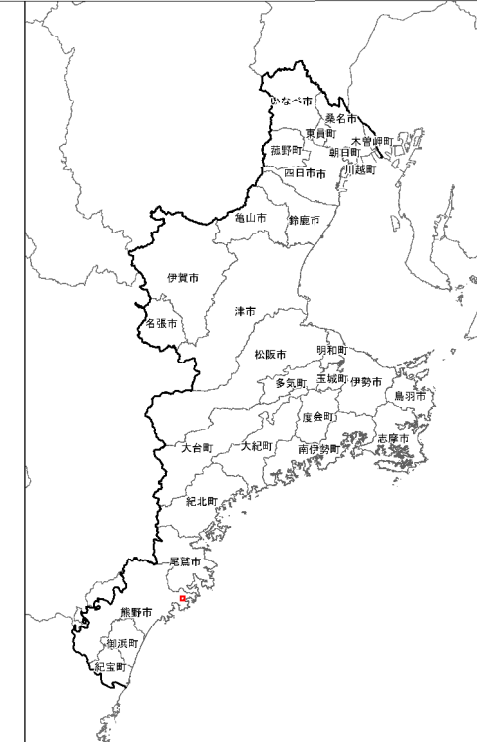 いなべ市
桑名市
東員町
木曽岬町
菰野町
朝日町
四日市市
川越町
亀山市
鈴鹿市
伊賀市
津市
名張市
松阪市
明和町
多気町
玉城町
伊勢市
鳥羽市
度会町
志摩市
大台町
大紀町
南伊勢町
紀北町
尾鷲市
熊野市
御浜町
紀宝町